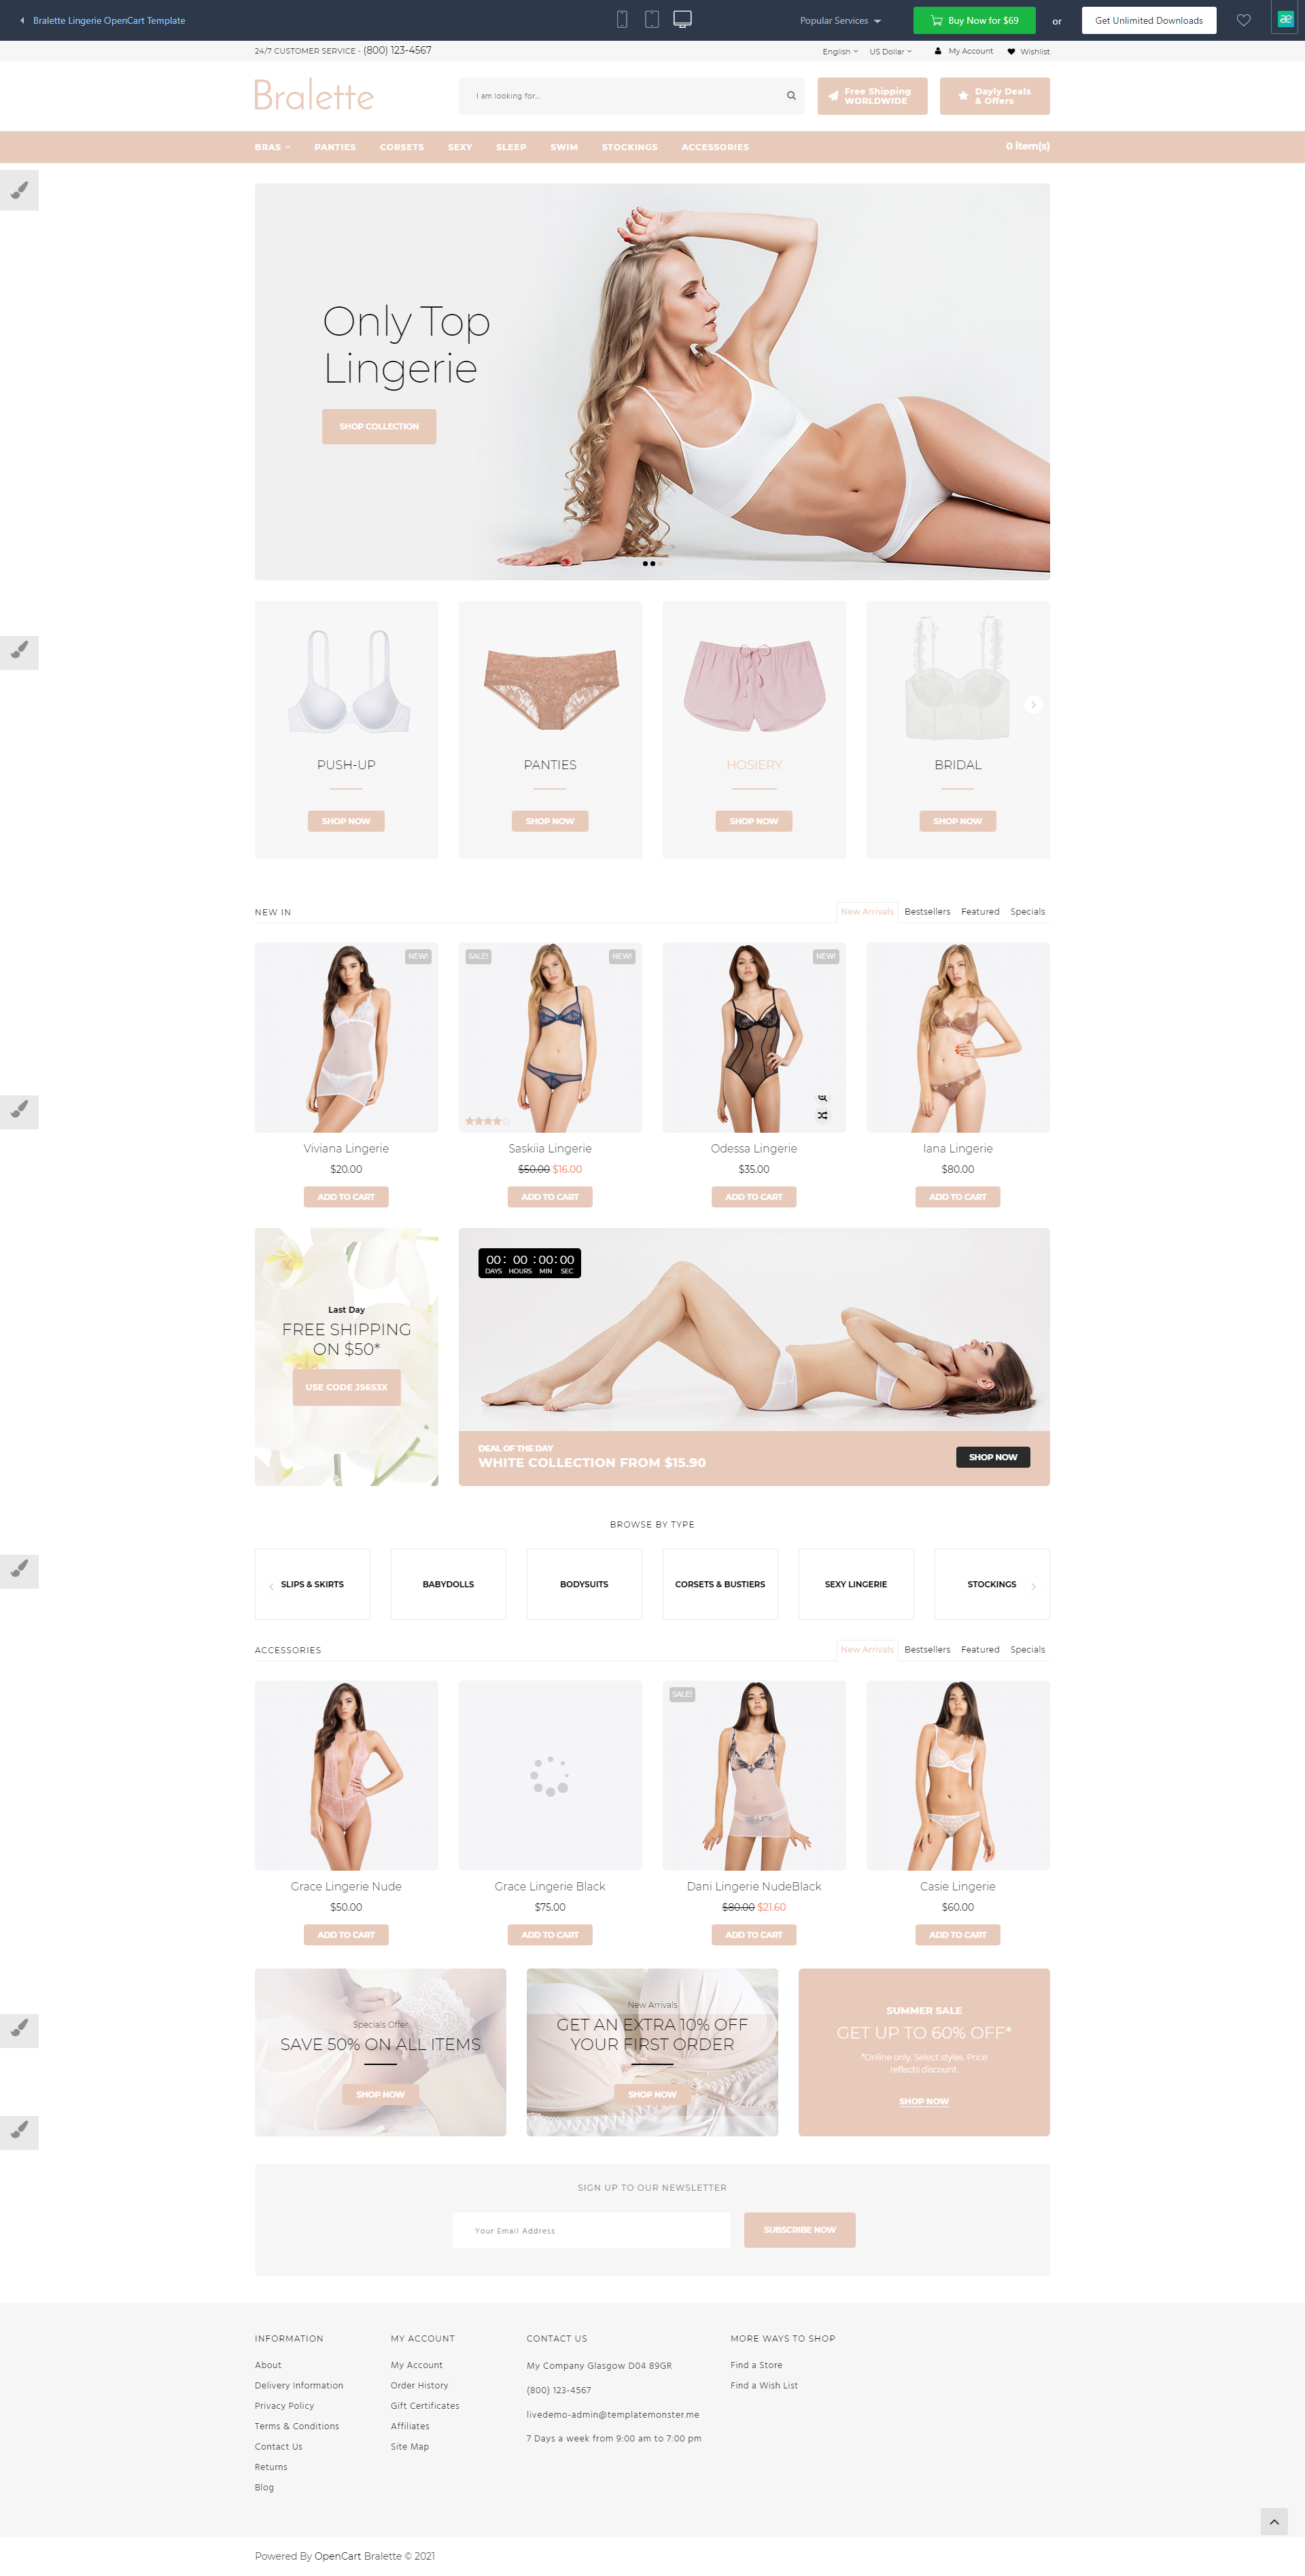 Bralette Lingerie OpenCart Template
Popular Services
Buy Now for $69
or
Get Unlimited Downloads
æ
24/7 CUSTOMER SERVICE - (800) 123-4567
English
US Dollar
My Account
Wishlist
Bralette
I am looking for...
Free Shipping
WORLDWIDE
Dayly Deals
& Offers
BRAS
PANTIES
CORSETS
SEXY
SLEEP
SWIM
STOCKINGS
ACCESSORIES
0 item(s)
Only Top
Lingerie
SHOP COLLECTION
PUSH-UP
PANTIES
HOSIERY
BRIDAL
SHOP NOW
SHOP NOW
SHOP NOW
SHOP NOW
NEW IN
New Arrivals
Bestsellers
Featured
Specials
NEW!
SALE!
NEW!
NEW!
Viviana Lingerie
Saskiia Lingerie
Odessa Lingerie
Iana Lingerie
$20.00
$50.00 $16.00
$35.00
$80.00
ADD TO CART
ADD TO CART
ADD TO CART
ADD TO CART
Last Day
FREE SHIPPING
ON $50*
USE CODE J56S3X
00 : 00 : 00 : 00
DAYS HOURS MIN SEC
DEAL OF THE DAY
WHITE COLLECTION FROM $15.90
SHOP NOW
BROWSE BY TYPE
SLIPS & SKIRTS
BABYDOLLS
BODYSUITS
CORSETS & BUSTIERS
SEXY LINGERIE
STOCKINGS
ACCESSORIES
New Arrivals
Bestsellers
Featured
Specials
SALE!
Grace Lingerie Nude
Grace Lingerie Black
Dani Lingerie NudeBlack
Casie Lingerie
$50.00
$75.00
$80.00 $21.60
$60.00
ADD TO CART
ADD TO CART
ADD TO CART
ADD TO CART
Specials Offer
SAVE 50% ON ALL ITEMS
SHOP NOW
New Arrivals
GET AN EXTRA 10% OFF
YOUR FIRST ORDER
SHOP NOW
SUMMER SALE
GET UP TO 60% OFF*
*Online only. Select styles. Price
reflects discount.
SHOP NOW
SIGN UP TO OUR NEWSLETTER
Your Email Address
SUBSCRIBE NOW
INFORMATION
About
Delivery Information
Privacy Policy
Terms & Conditions
Contact Us
Returns
Blog
MY ACCOUNT
My Account
Order History
Gift Certificates
Affiliates
Site Map
CONTACT US
My Company Glasgow D04 89GR
(800) 123-4567
livedemo-admin@templatemonster.me
7 Days a week from 9:00 am to 7:00 pm
MORE WAYS TO SHOP
Find a Store
Find a Wish List
Powered By OpenCart Bralette © 2021